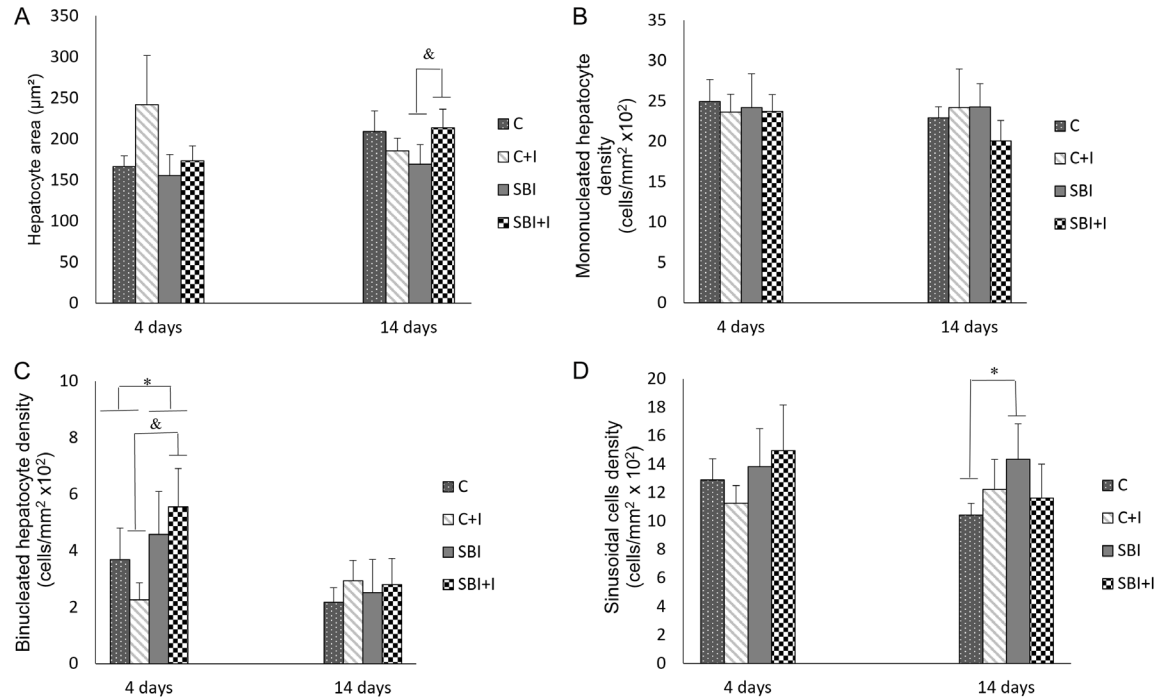 A
Hepatocyte area (µm²)
350
300
250
200
150
100
50
0
&
4 days
14 days
C
C+I
SBI
SBI+I
B
Mononucleated hepatocyte
density
(cells/mm² x10²)
35
30
25
20
15
10
5
0
4 days
14 days
C
C+I
SBI
SBI+I
C
Binucleated hepatocyte density
(cells/mm² x10²)
10
8
6
4
2
0
*
&
4 days
14 days
C
C+I
SBI
SBI+I
D
Sinusoidal cells density
(cells/mm² x 10²)
20
18
16
14
12
10
8
6
4
2
0
*
4 days
14 days
C
C+I
SBI
SBI+I